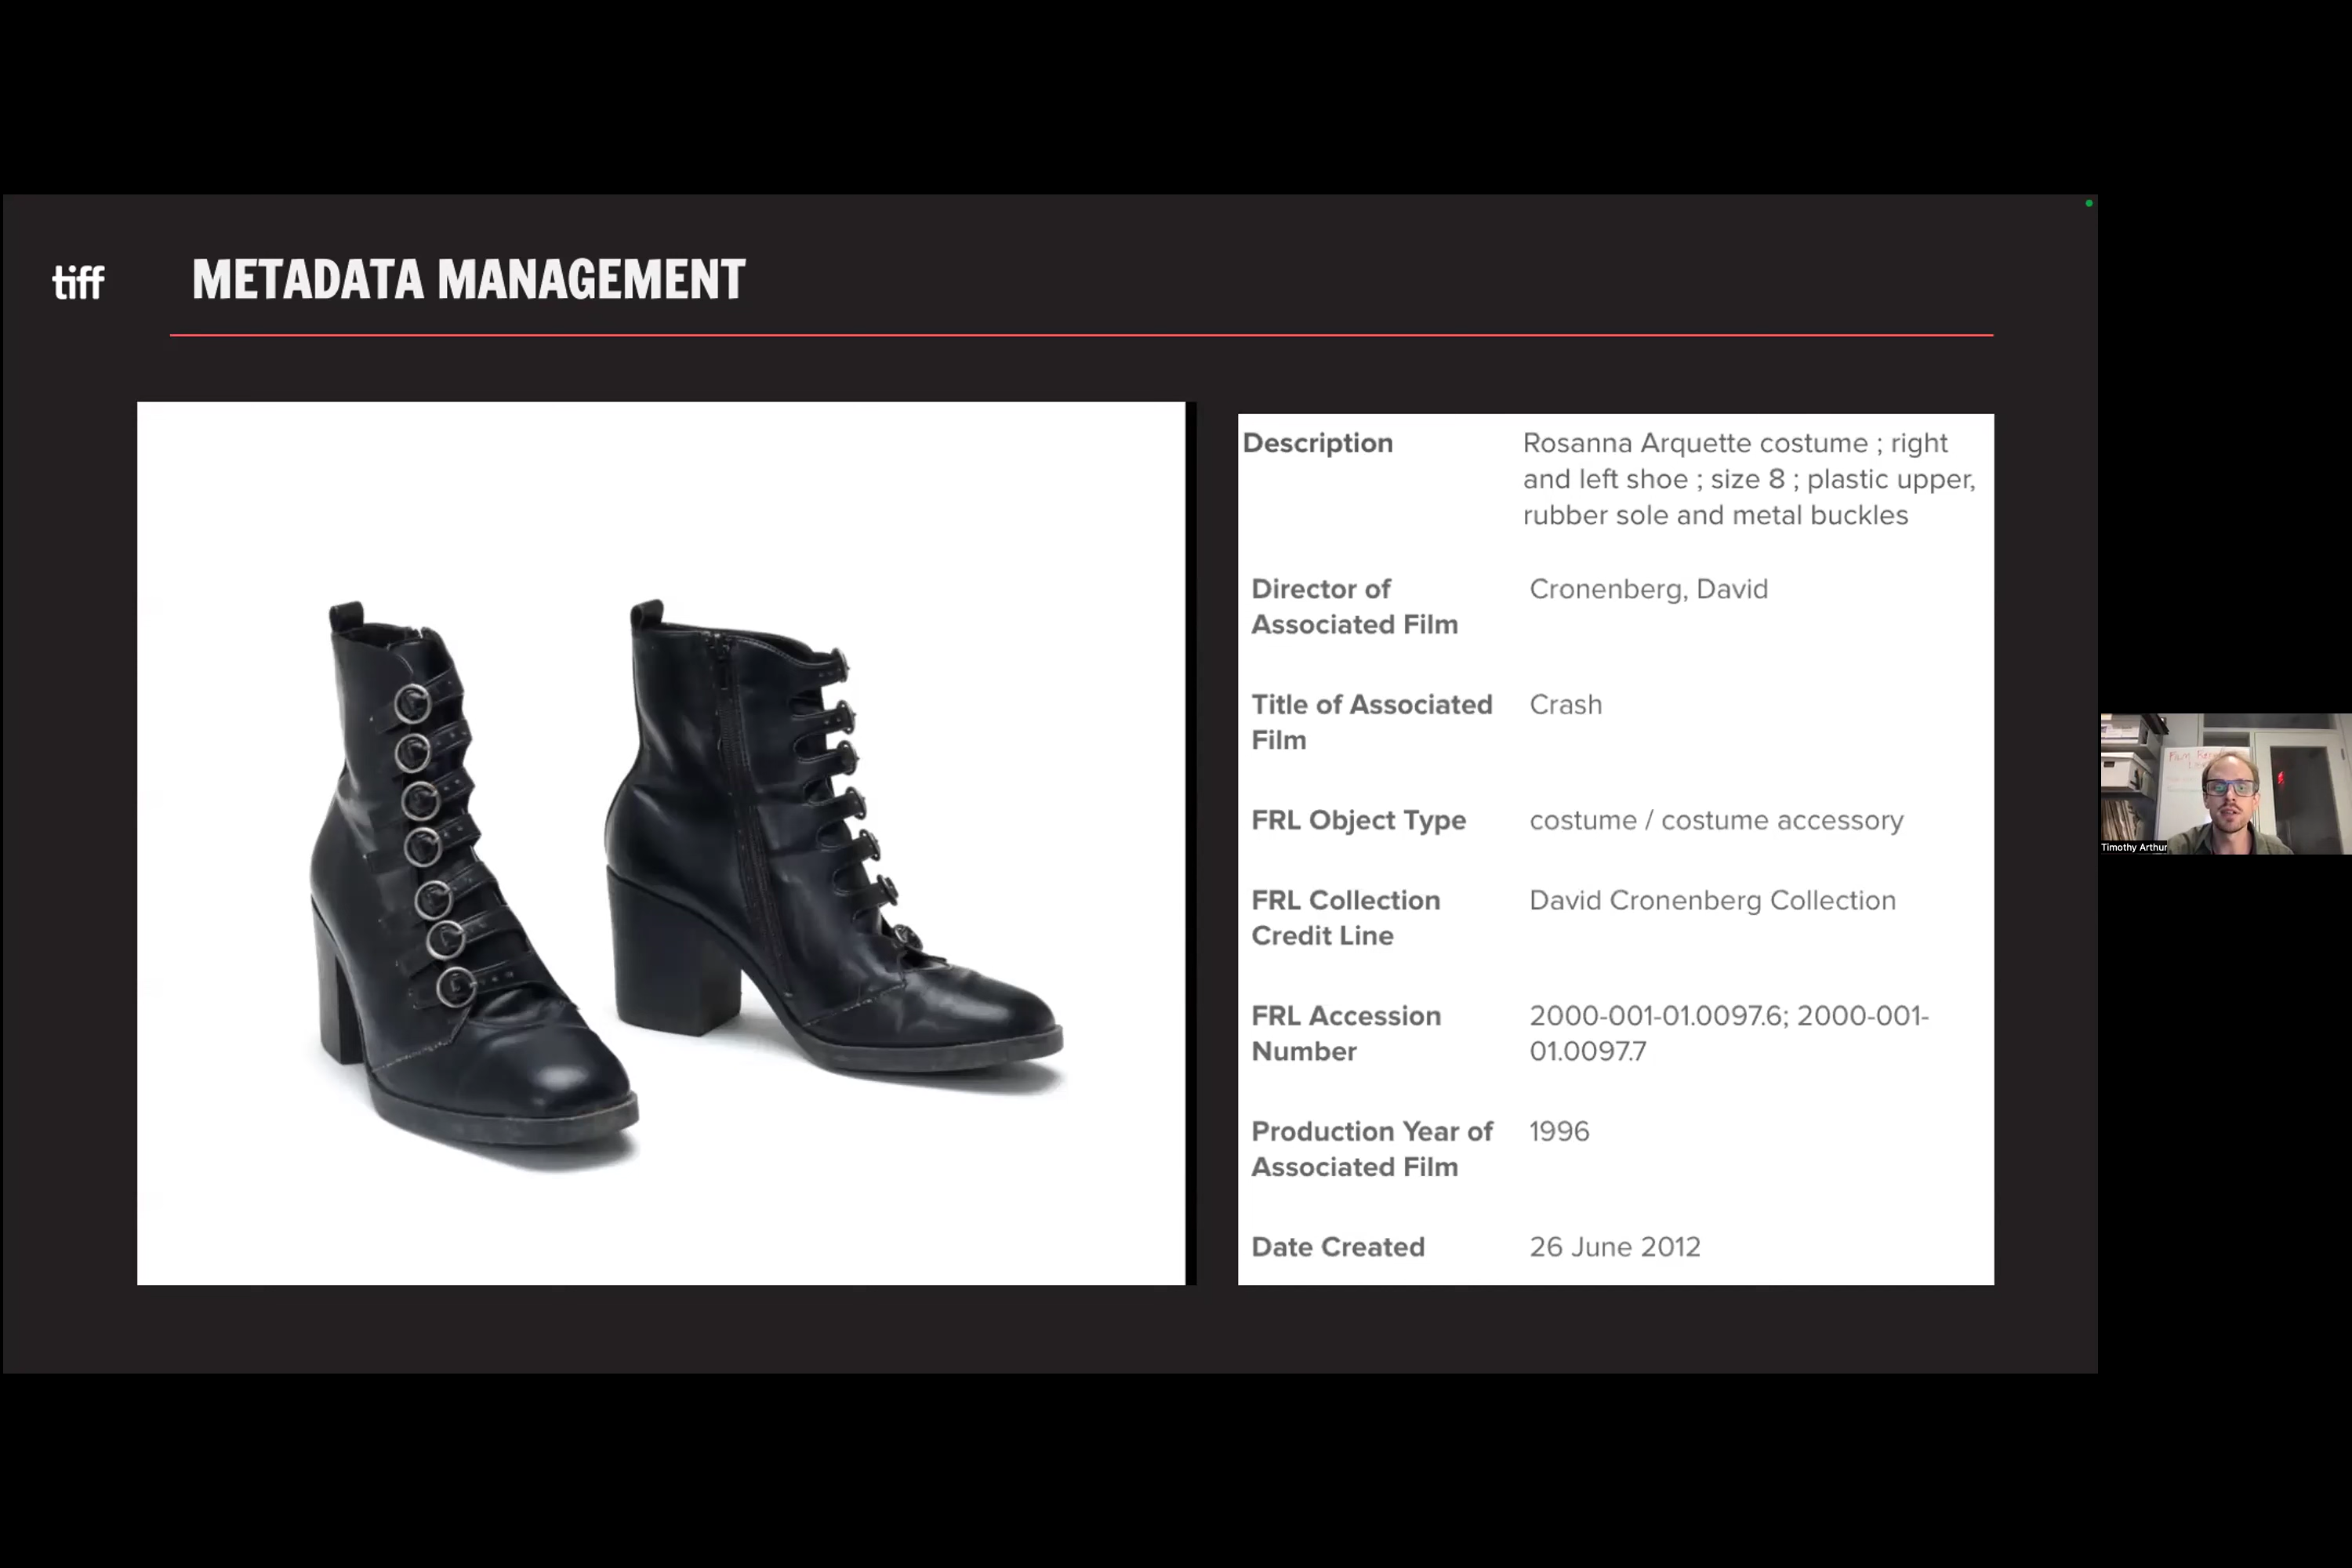 tiff
METADATA MANAGEMENT
Description
Rosanna Arquette costume ; right
and left shoe ; size 8 ; plastic upper,
rubber sole and metal buckles
Director of
Associated Film
Cronenberg, David
Title of Associated
Film
Crash
FRL Object Type
costume / costume accessory
FRL Collection
Credit Line
David Cronenberg Collection
FRL Accession
Number
2000-001-01.0097.6; 2000-001-
01.0097.7
Production Year of
Associated Film
1996
Date Created
26 June 2012
Timothy Arthur